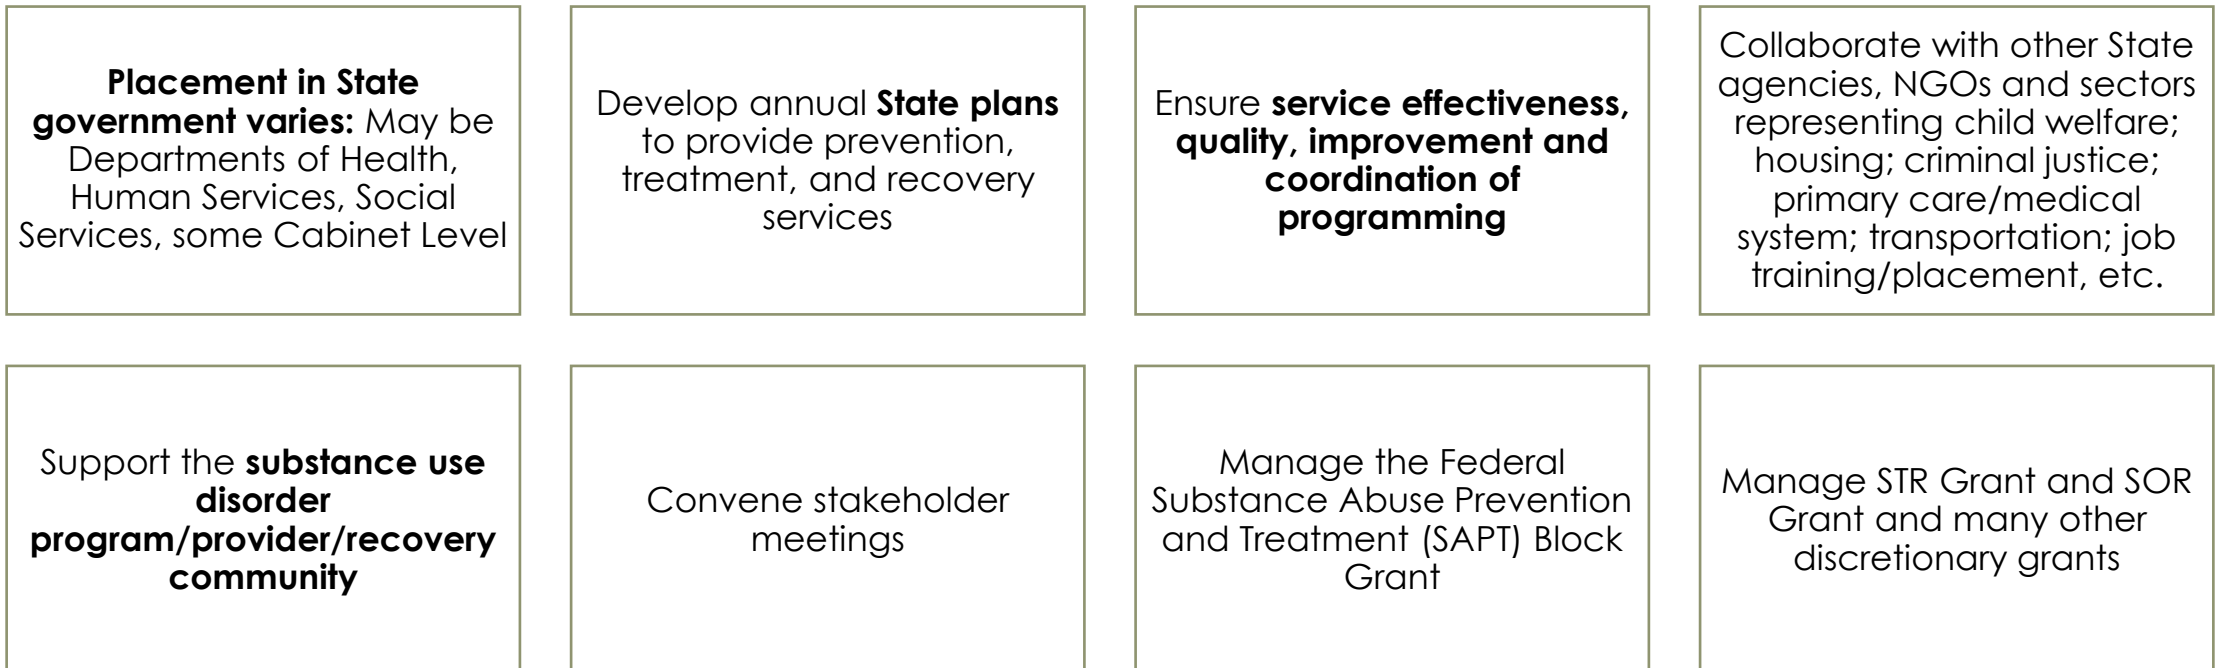 Placement in State
government varies: May be
Departments of Health,
Human Services, Social
Services, some Cabinet Level
Develop annual State plans
to provide prevention,
treatment, and recovery
services
Ensure service effectiveness,
quality, improvement and
coordination of
programming
Collaborate with other State
agencies, NGOs and sectors
representing child welfare;
housing; criminal justice;
primary care/medical
system; transportation; job
training/placement, etc.
Support the substance use
disorder
program/provider/recovery
community
Convene stakeholder
meetings
Manage the Federal
Substance Abuse Prevention
and Treatment (SAPT) Block
Grant
Manage STR Grant and SOR
Grant and many other
discretionary grants